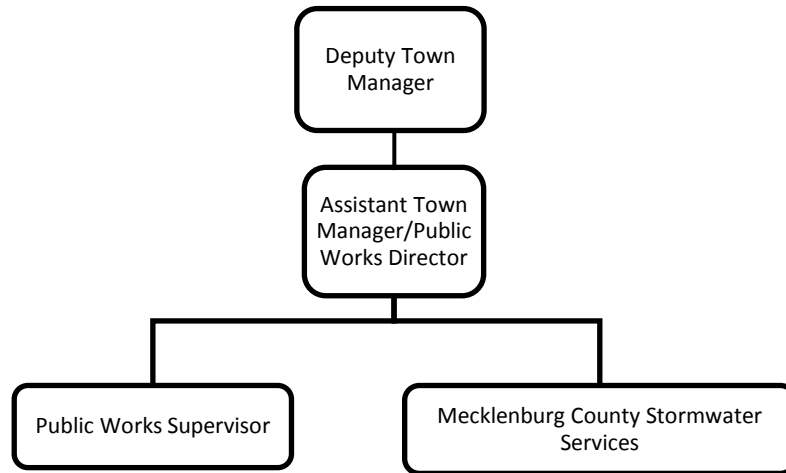 Deputy Town
Manager
Assistant Town
Manager/Public
Works Director
Public Works Supervisor
Mecklenburg County Stormwater
Services